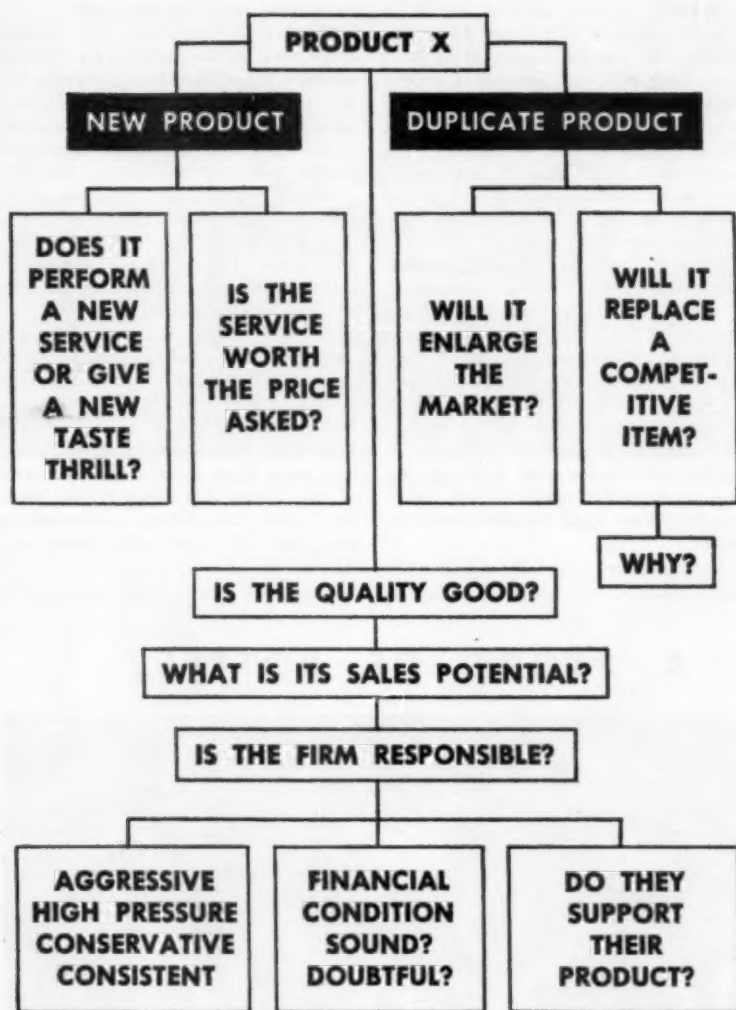 PRODUCT X
NEW PRODUCT
DUPLICATE PRODUCT
DOES IT
PERFORM
A NEW
SERVICE
OR GIVE
A NEW
TASTE
THRILL?
IS THE
SERVICE
WORTH
THE PRICE
ASKED?
WILL IT
ENLARGE
THE
MARKET?
WILL IT
REPLACE
A
COMPET-
ITIVE
ITEM?
WHY?
IS THE QUALITY GOOD?
WHAT IS ITS SALES POTENTIAL?
IS THE FIRM RESPONSIBLE?
AGGRESSIVE
HIGH PRESSURE
CONSERVATIVE
CONSISTENT
FINANCIAL
CONDITION
SOUND?
DOUBTFUL?
DO THEY
SUPPORT
THEIR
PRODUCT?